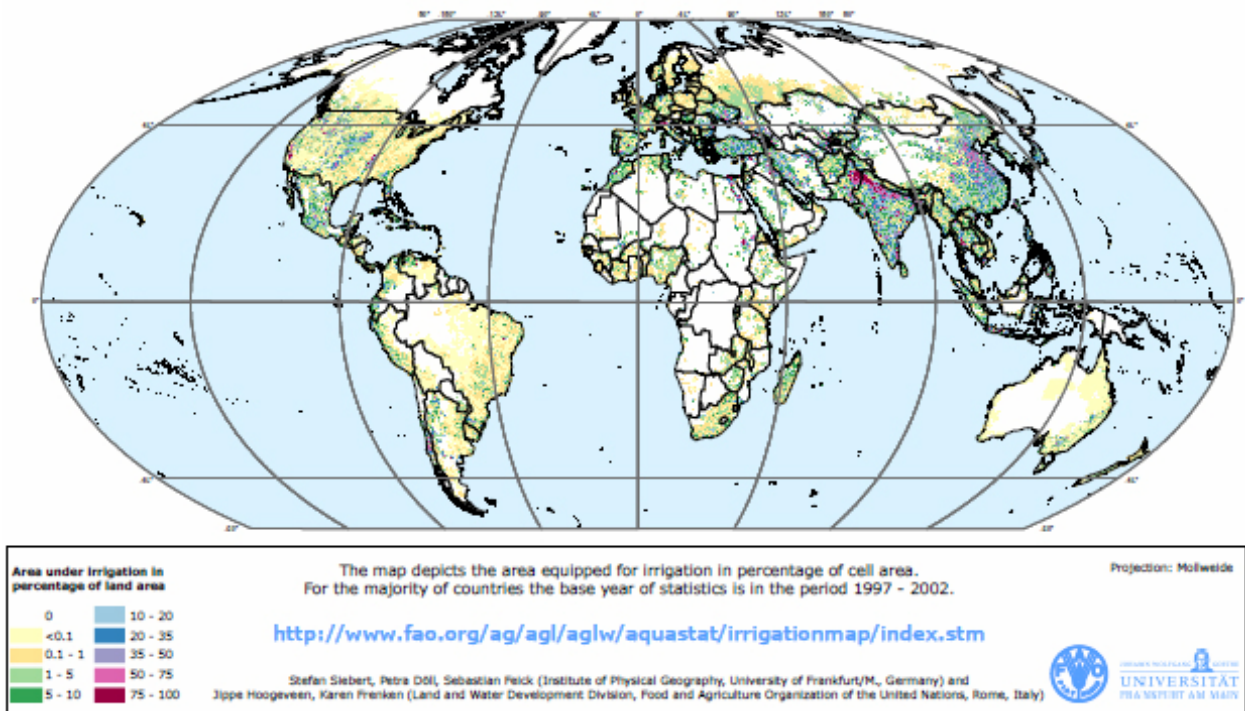 Area under irrigation in
percentage of land area
0
<0.1
0.1 - 1
1 - 5
5 - 10
10 - 20
20 - 35
35 - 50
50 - 75
75 - 100
The map depicts the area equipped for irrigation in percentage of cell area.
For the majority of countries the base year of statistics is in the period 1997 - 2002.
http://www.fao.org/ag/agl/aglw/aquastat/irrigationmap/index.stm
Stefan Siebert, Petra Döll, Sebastian Feick (Institute of Physical Geography, University of Frankfurt/M., Germany) and
Jippe Hoogeveen, Karen Frenken (Land and Water Development Division, Food and Agriculture Organization of the United Nations, Rome, Italy)
Projection: Mollweide
JOHANN WOLFGANG GOETHE
UNIVERSITÄT
FRANKFURT AM MAIN